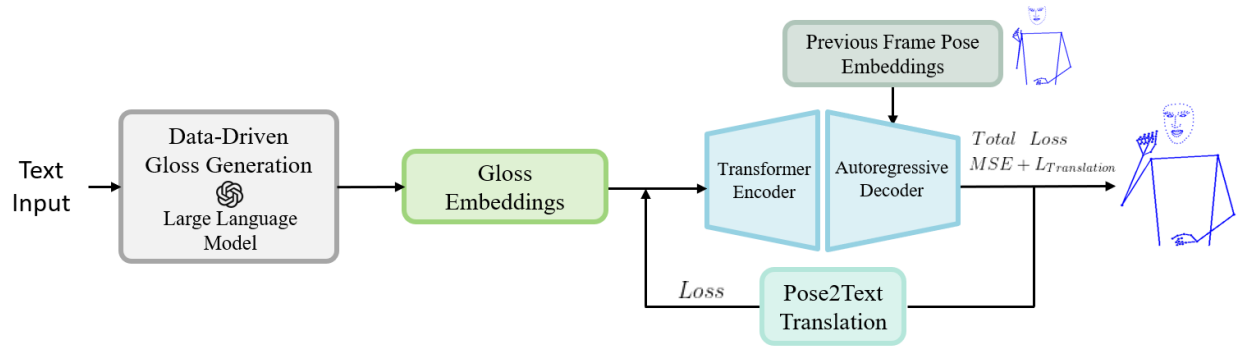 Text
Input
Data-Driven
Gloss Generation
Large Language
Model
Gloss
Embeddings
Previous Frame Pose
Embeddings
Transformer
Encoder
Autoregressive
Decoder
Total Loss
MSE + L_Translation
Loss
Pose2Text
Translation